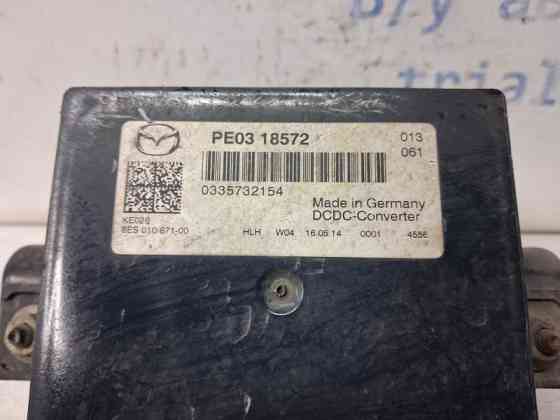 PE03 18572
013
061
0335732154
Made in Germany
DCDC-Converter
KE026
8ES 010 671-00
HLH W04 16.05.14 0001 4556